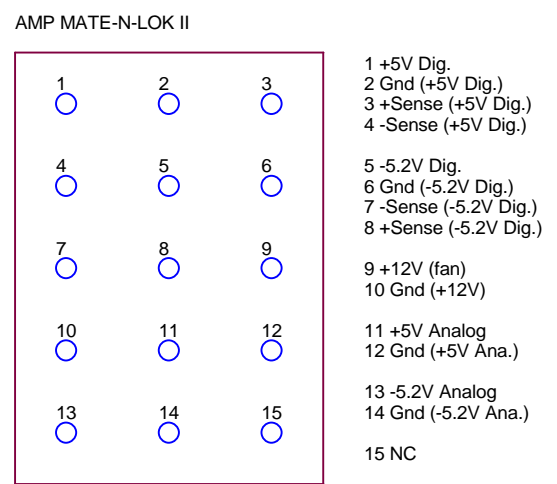 AMP MATE-N-LOK II
1 2 3
4 5 6
7 8 9
10 11 12
13 14 15
1 +5V Dig.
2 Gnd (+5V Dig.)
3 +Sense (+5V Dig.)
4 -Sense (+5V Dig.)
5 -5.2V Dig.
6 Gnd (-5.2V Dig.)
7 -Sense (-5.2V Dig.)
8 +Sense (-5.2V Dig.)
9 +12V (fan)
10 Gnd (+12V)
11 +5V Analog
12 Gnd (+5V Ana.)
13 -5.2V Analog
14 Gnd (-5.2V Ana.)
15 NC